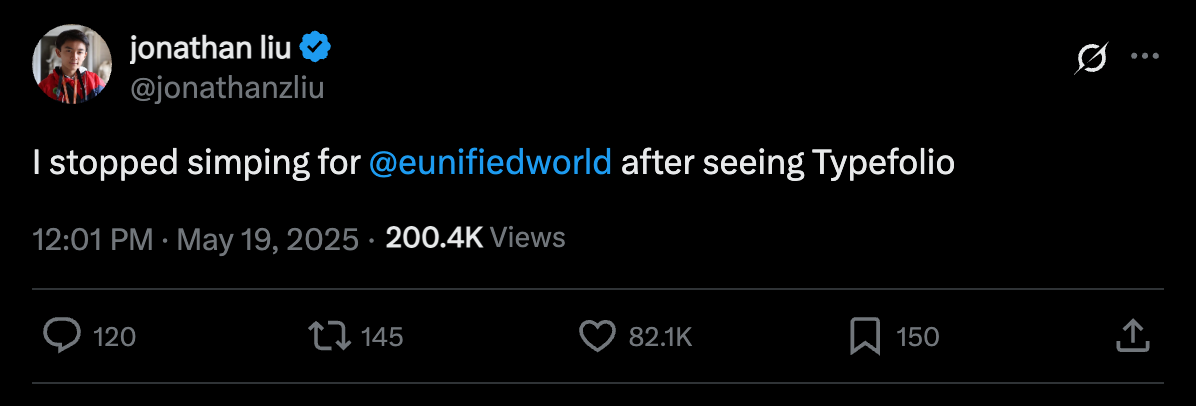 jonathan liu
@jonathanzliu
I stopped simping for @eunifiedworld after seeing Typefolio
12:01 PM · May 19, 2025 · 200.4K Views
120 145 82.1K 150